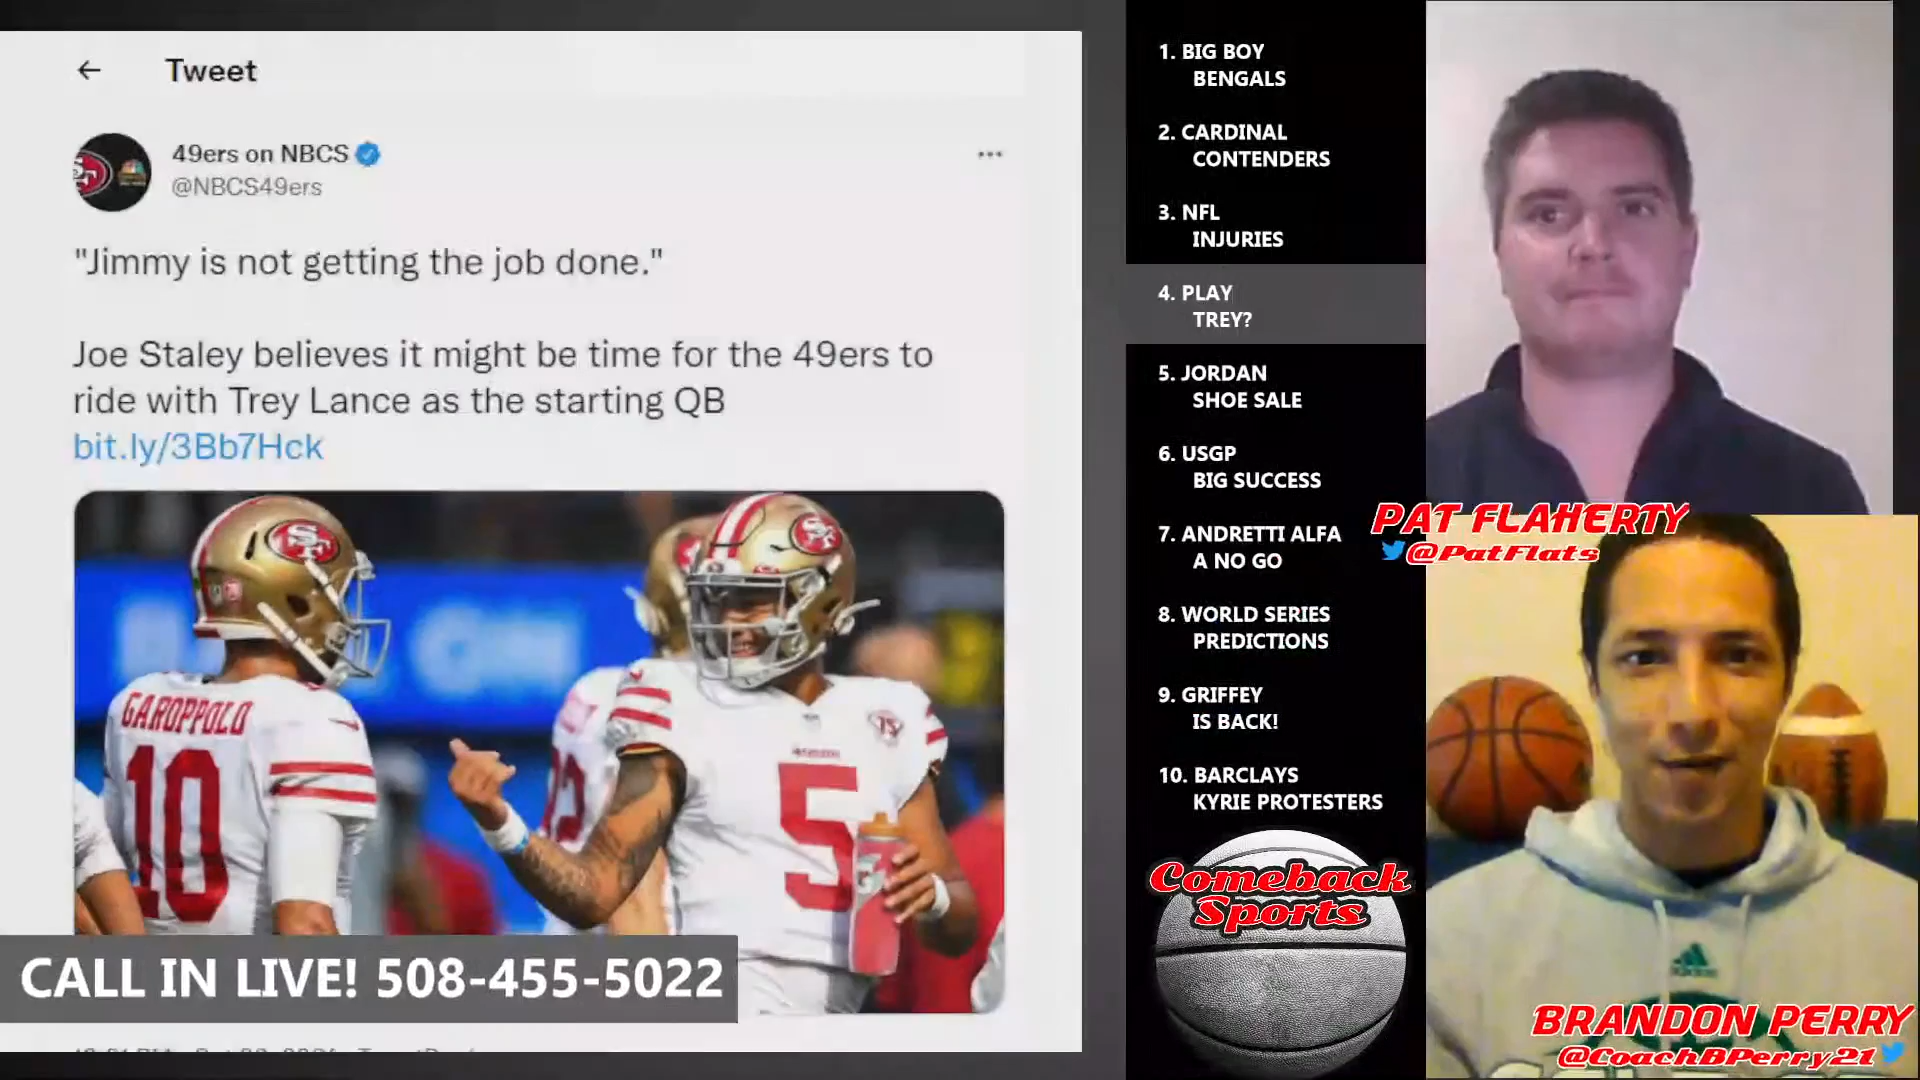 Tweet
49ers on NBCS
@NBCS49ers
"Jimmy is not getting the job done."
Joe Staley believes it might be time for the 49ers to
ride with Trey Lance as the starting QB
bit.ly/3Bb7Hck
GAROPPOLO
10
5
CALL IN LIVE! 508-455-5022
1. BIG BOY
BENGALS
2. CARDINAL
CONTENDERS
3. NFL
INJURIES
4. PLAY
TREY?
5. JORDAN
SHOE SALE
6. USGP
BIG SUCCESS
7. ANDRETTI ALFA
A NO GO
8. WORLD SERIES
PREDICTIONS
9. GRIFFEY
IS BACK!
10. BARCLAYS
KYRIE PROTESTERS
Comeback
Sports
PAT FLAHERTY
@PatFlats
adidas
BRANDON PERRY
@CoachBPerry21